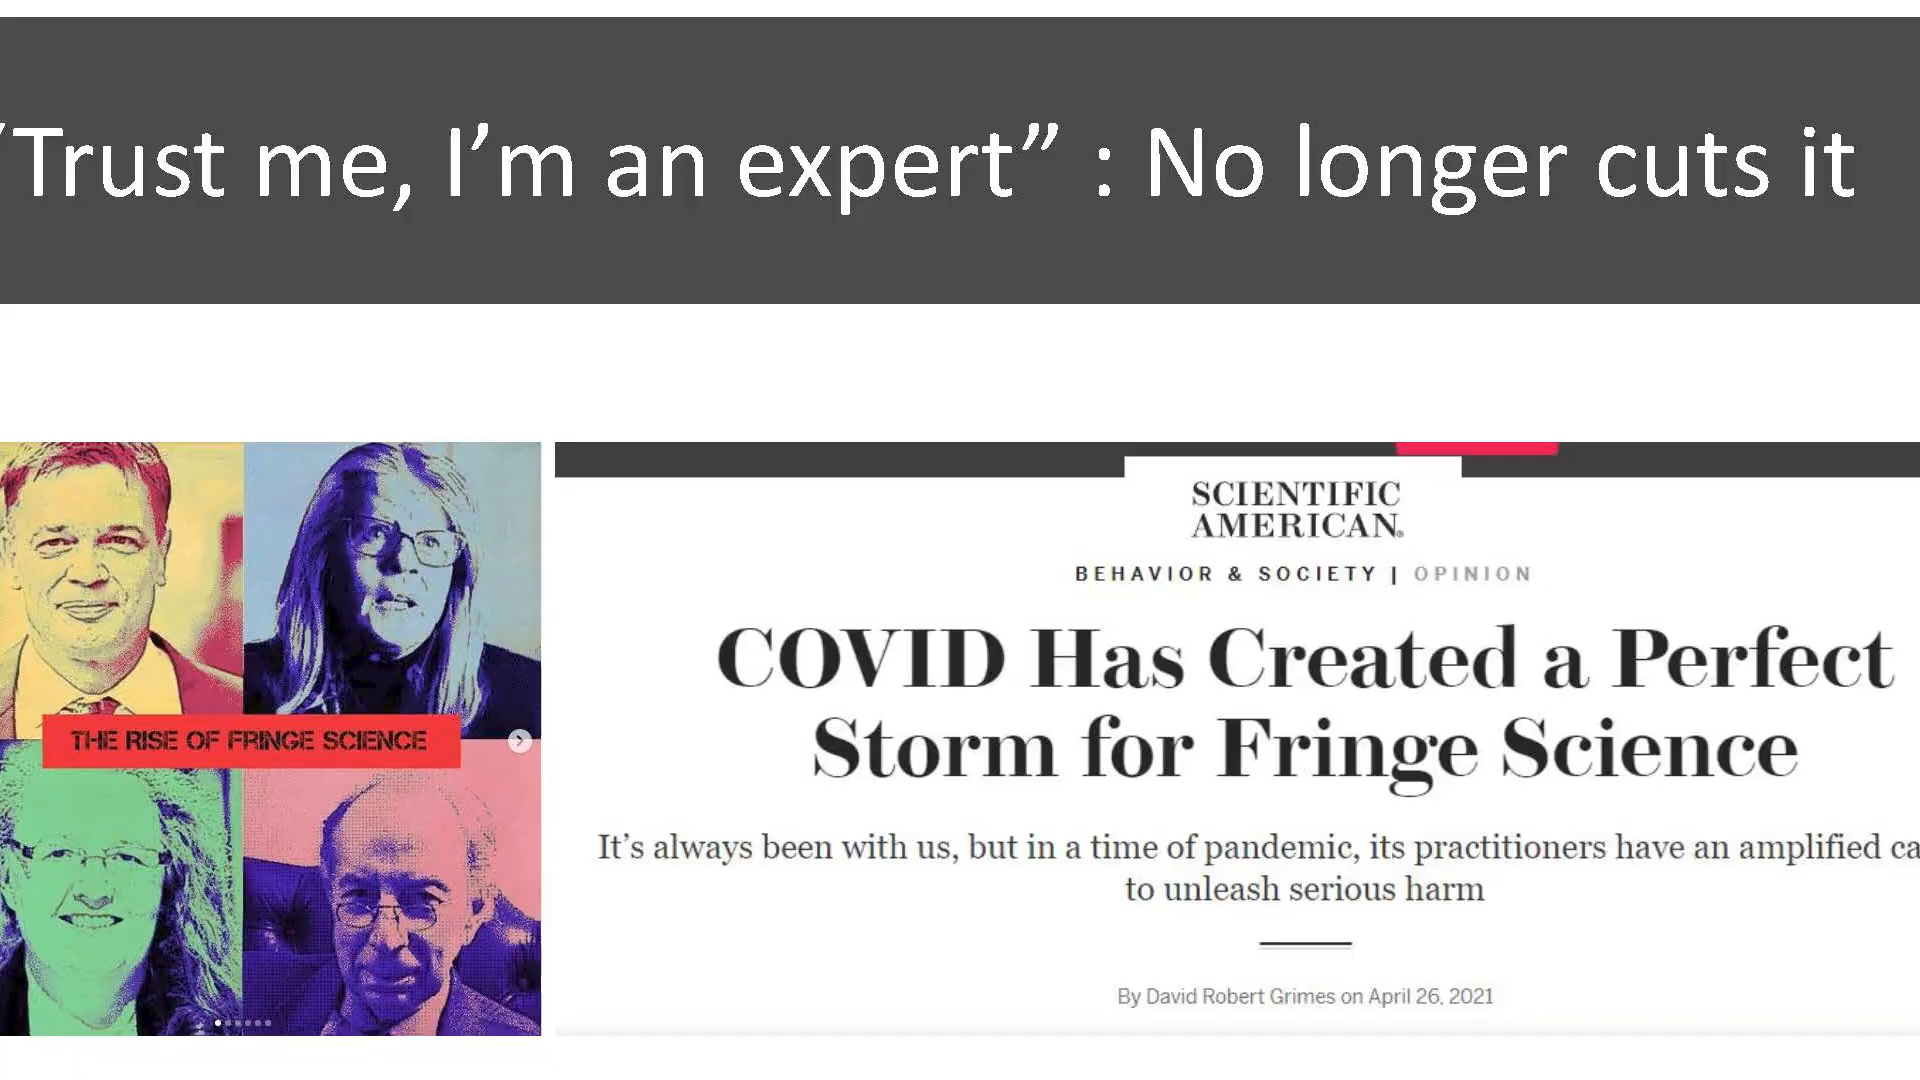 “Trust me, I’m an expert” : No longer cuts it
THE RISE OF FRINGE SCIENCE
SCIENTIFIC
AMERICAN®
BEHAVIOR & SOCIETY | OPINION
COVID Has Created a Perfect
Storm for Fringe Science
It’s always been with us, but in a time of pandemic, its practitioners have an amplified
to unleash serious harm
By David Robert Grimes on April 26, 2021